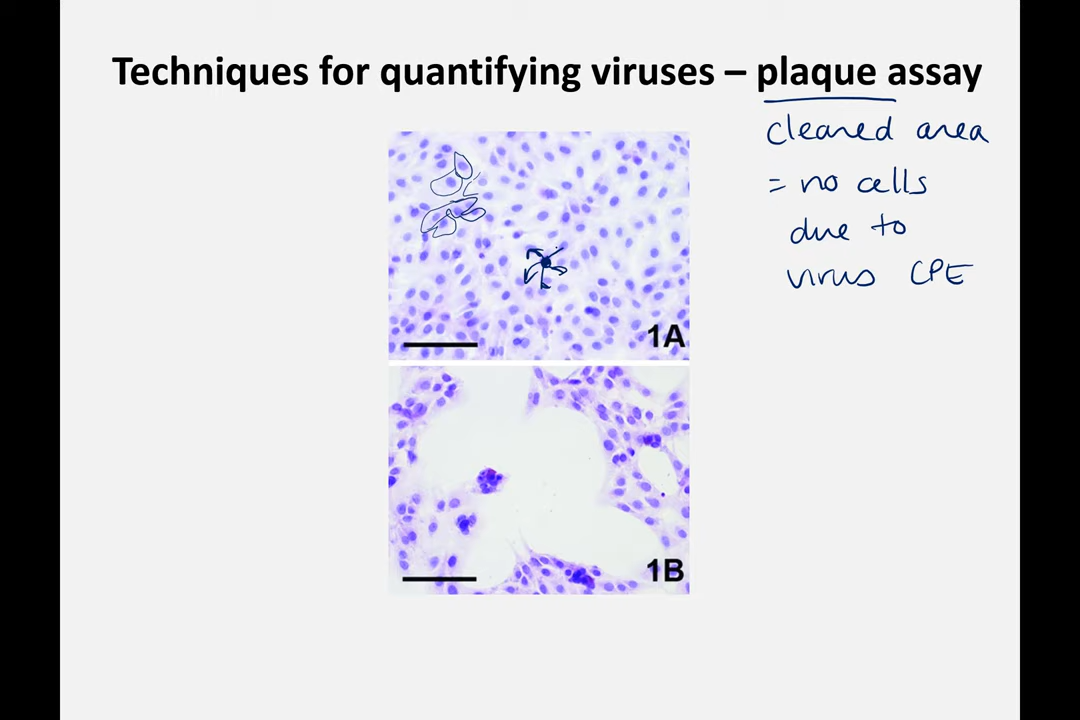 Techniques for quantifying viruses – plaque assay
cleared area
= no cells
due to
virus CPE
1A
1B